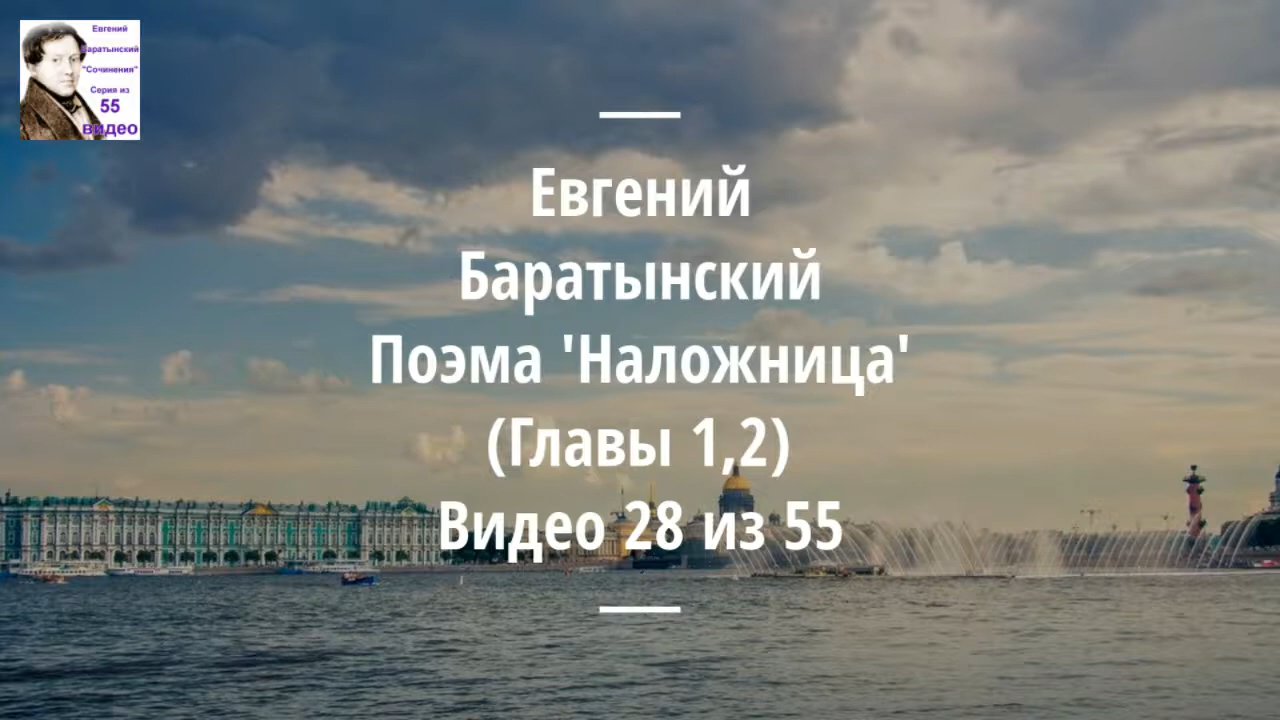 Евгений
Баратынский
"Сочинения"
Серия из
55
видео
Евгений
Баратынский
Поэма 'Наложница'
(Главы 1,2)
Видео 28 из 55